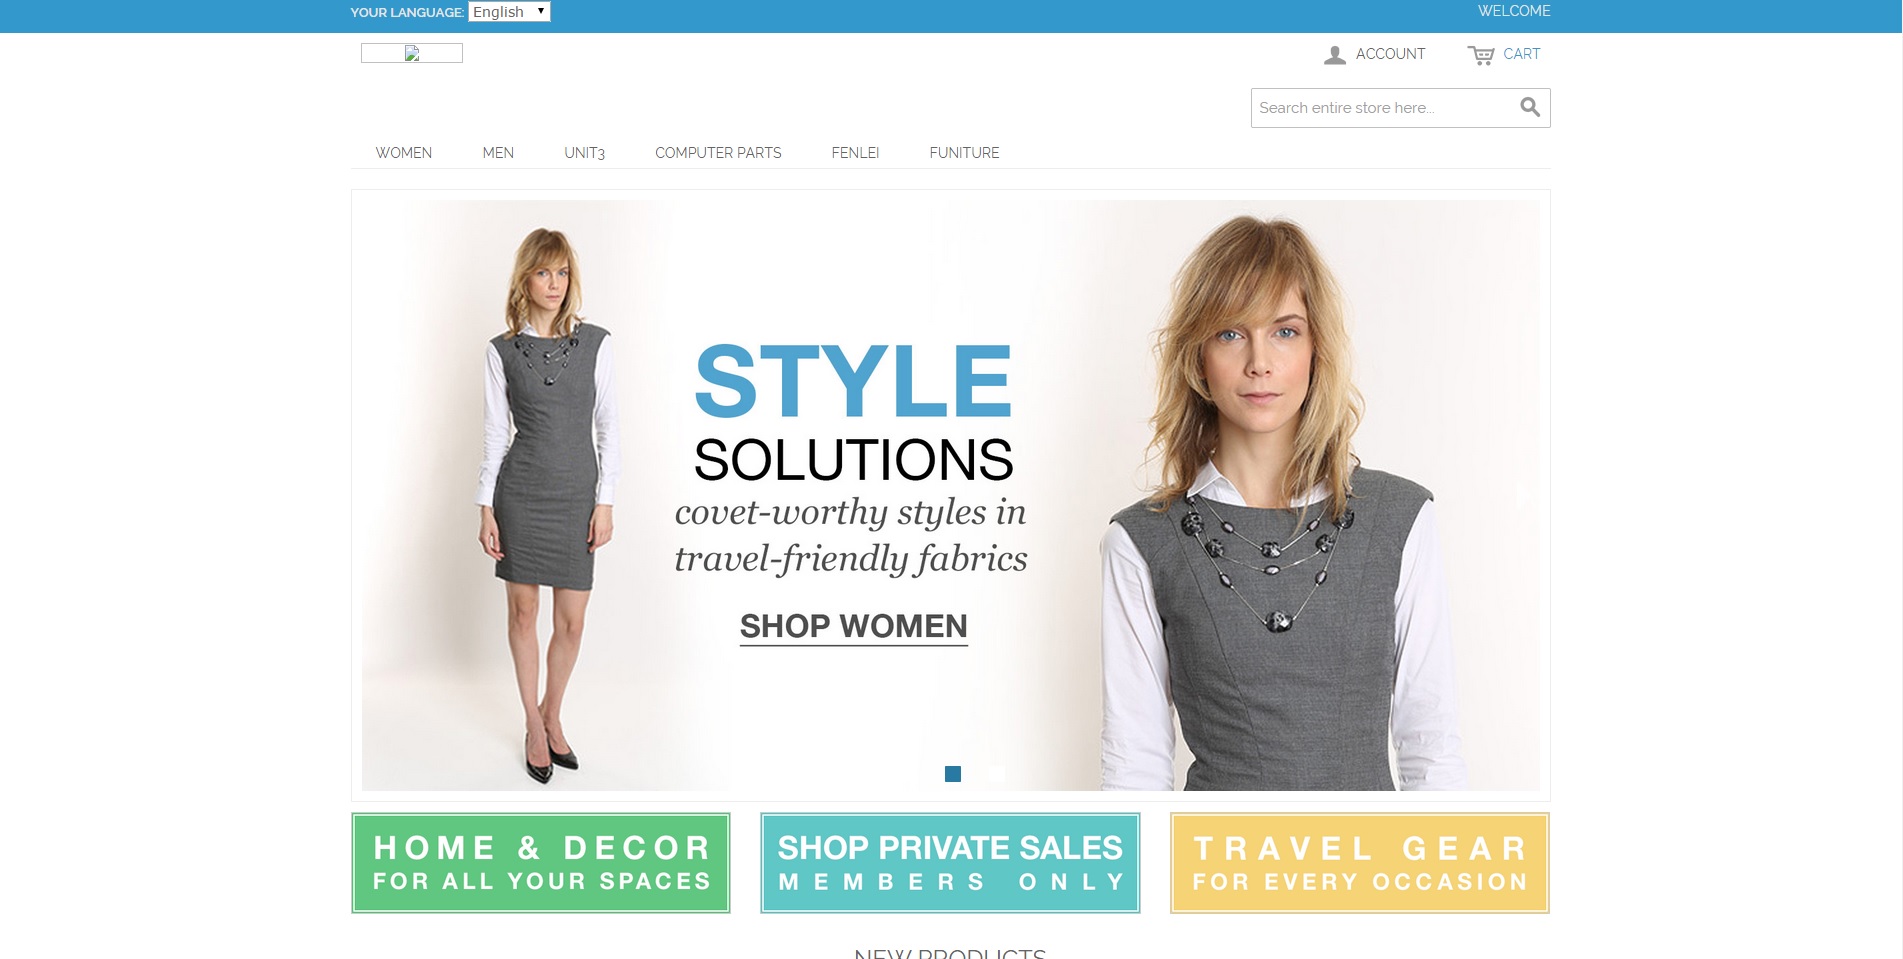 YOUR LANGUAGE: English
WELCOME
ACCOUNT
CART
Search entire store here...
WOMEN
MEN
UNIT3
COMPUTER PARTS
FENLEI
FUNITURE
STYLE
SOLUTIONS
covet-worthy styles in
travel-friendly fabrics
SHOP WOMEN
HOME & DECOR
FOR ALL YOUR SPACES
SHOP PRIVATE SALES
MEMBERS ONLY
TRAVEL GEAR
FOR EVERY OCCASION
NEW PRODUCTS